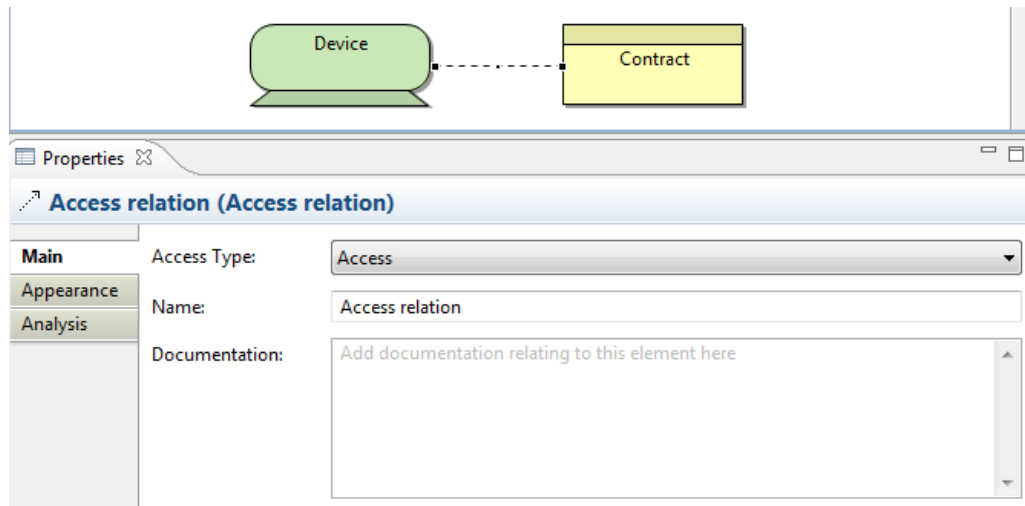 Device
Contract
Properties
Access relation (Access relation)
Main
Access Type:
Access
Appearance
Name:
Access relation
Analysis
Documentation:
Add documentation relating to this element here